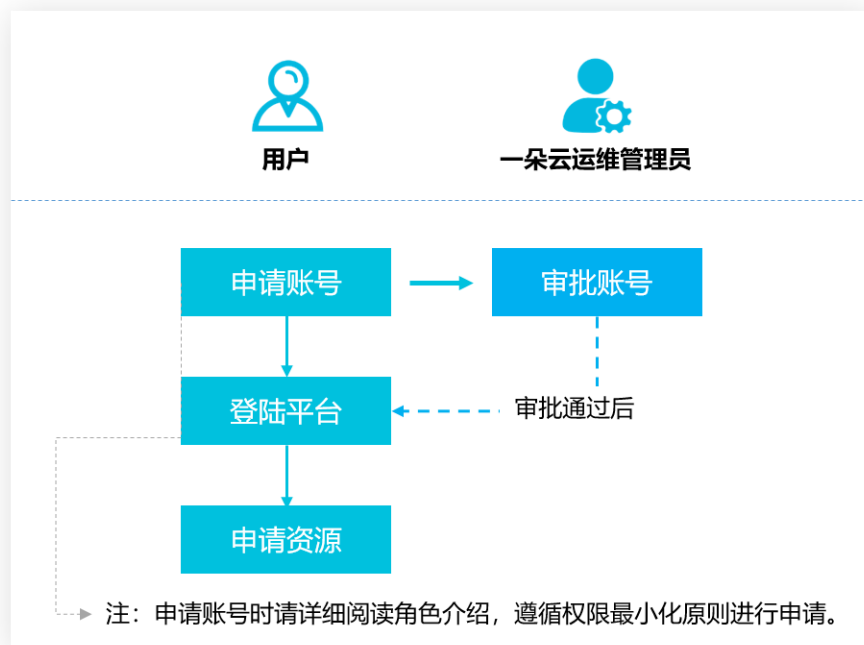 用户
一朵云运维管理员
申请账号
审批账号
登陆平台
审批通过后
申请资源
注：申请账号时请详细阅读角色介绍，遵循权限最小化原则进行申请。